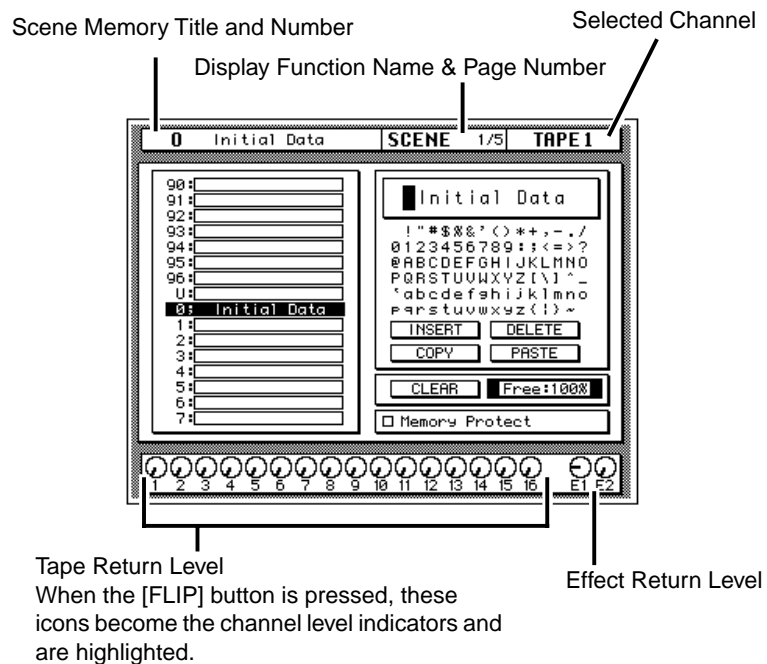 Scene Memory Title and Number
Selected Channel
Display Function Name & Page Number
0 Initial Data SCENE 1/5 TAPE 1
90:
91:
92:
93:
94:
95:
96:
U:
0; Initial Data
1:
2:
3:
4:
5:
6:
7:
Initial Data
!"#$%&'()*+,-./
0123456789:;<=>?
@ABCDEFGHIJKLMNO
PQRSTUVWXYZ[\]^_
`abcdefghijklmno
pqrstuvwxyz{|}~
INSERT DELETE
COPY PASTE
CLEAR Free:100%
Memory Protect
1 2 3 4 5 6 7 8 9 10 11 12 13 14 15 16 E1 E2
Tape Return Level
When the [FLIP] button is pressed, these
icons become the channel level indicators and
are highlighted.
Effect Return Level